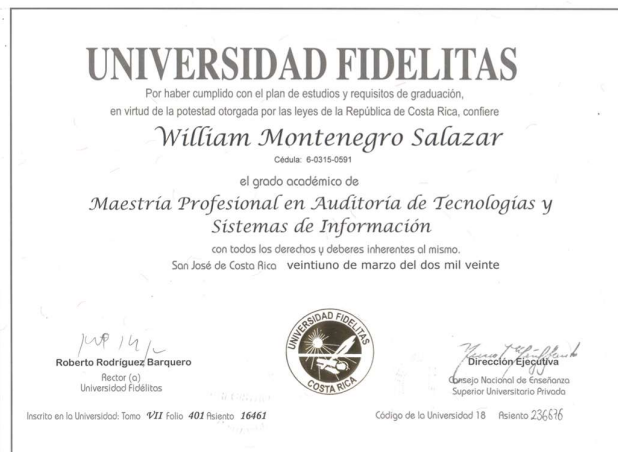 UNIVERSIDAD FIDELITAS
Por haber cumplido con el plan de estudios y requisitos de graduación,
en virtud de la potestad otorgada por las leyes de la República de Costa Rica, confiere
William Montenegro Salazar
Cédula: 6-0315-0591
el grado académico de
Maestría Profesional en Auditoría de Tecnologías y
Sistemas de Información
con todos los derechos y deberes inherentes al mismo.
San José de Costa Rica veintiuno de marzo del dos mil veinte
UNIVERSIDAD FIDELITAS
COSTA RICA
Roberto Rodríguez Barquero
Rector (a)
Universidad Fidélitas
Dirección Ejecutiva
Consejo Nacional de Enseñanza
Superior Universitaria Privada
Inscrito en la Universidad: Tomo VII Folio 401 Asiento 16461
Código de la Universidad 18 Asiento 236676